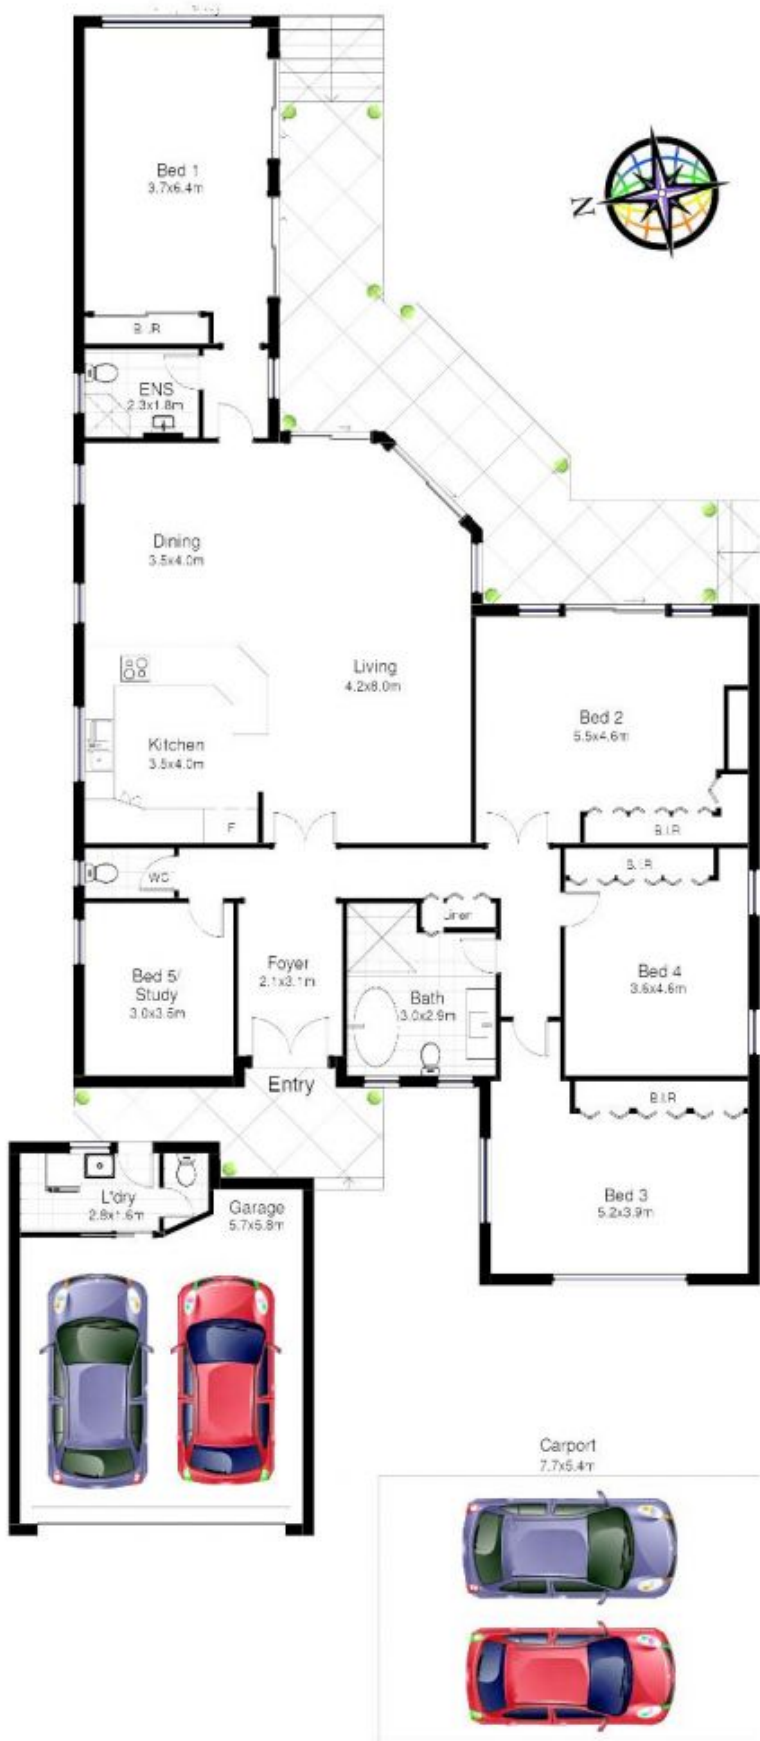 Bed 1
3.7x6.4m
N
B.I.R
ENS
2.3x1.8m
Dining
3.5x4.0m
Living
4.2x8.0m
Bed 2
5.5x4.6m
Kitchen
3.5x4.0m
F
B.I.R
WC
B.I.R
Linen
Bed 5/
Study
3.0x3.5m
Foyer
2.1x3.1m
Bath
3.0x2.9m
Bed 4
3.6x4.6m
Entry
B.I.R
L'dry
2.8x1.6m
Garage
5.7x5.8m
Bed 3
5.2x3.9m
Carport
7.7x5.4m